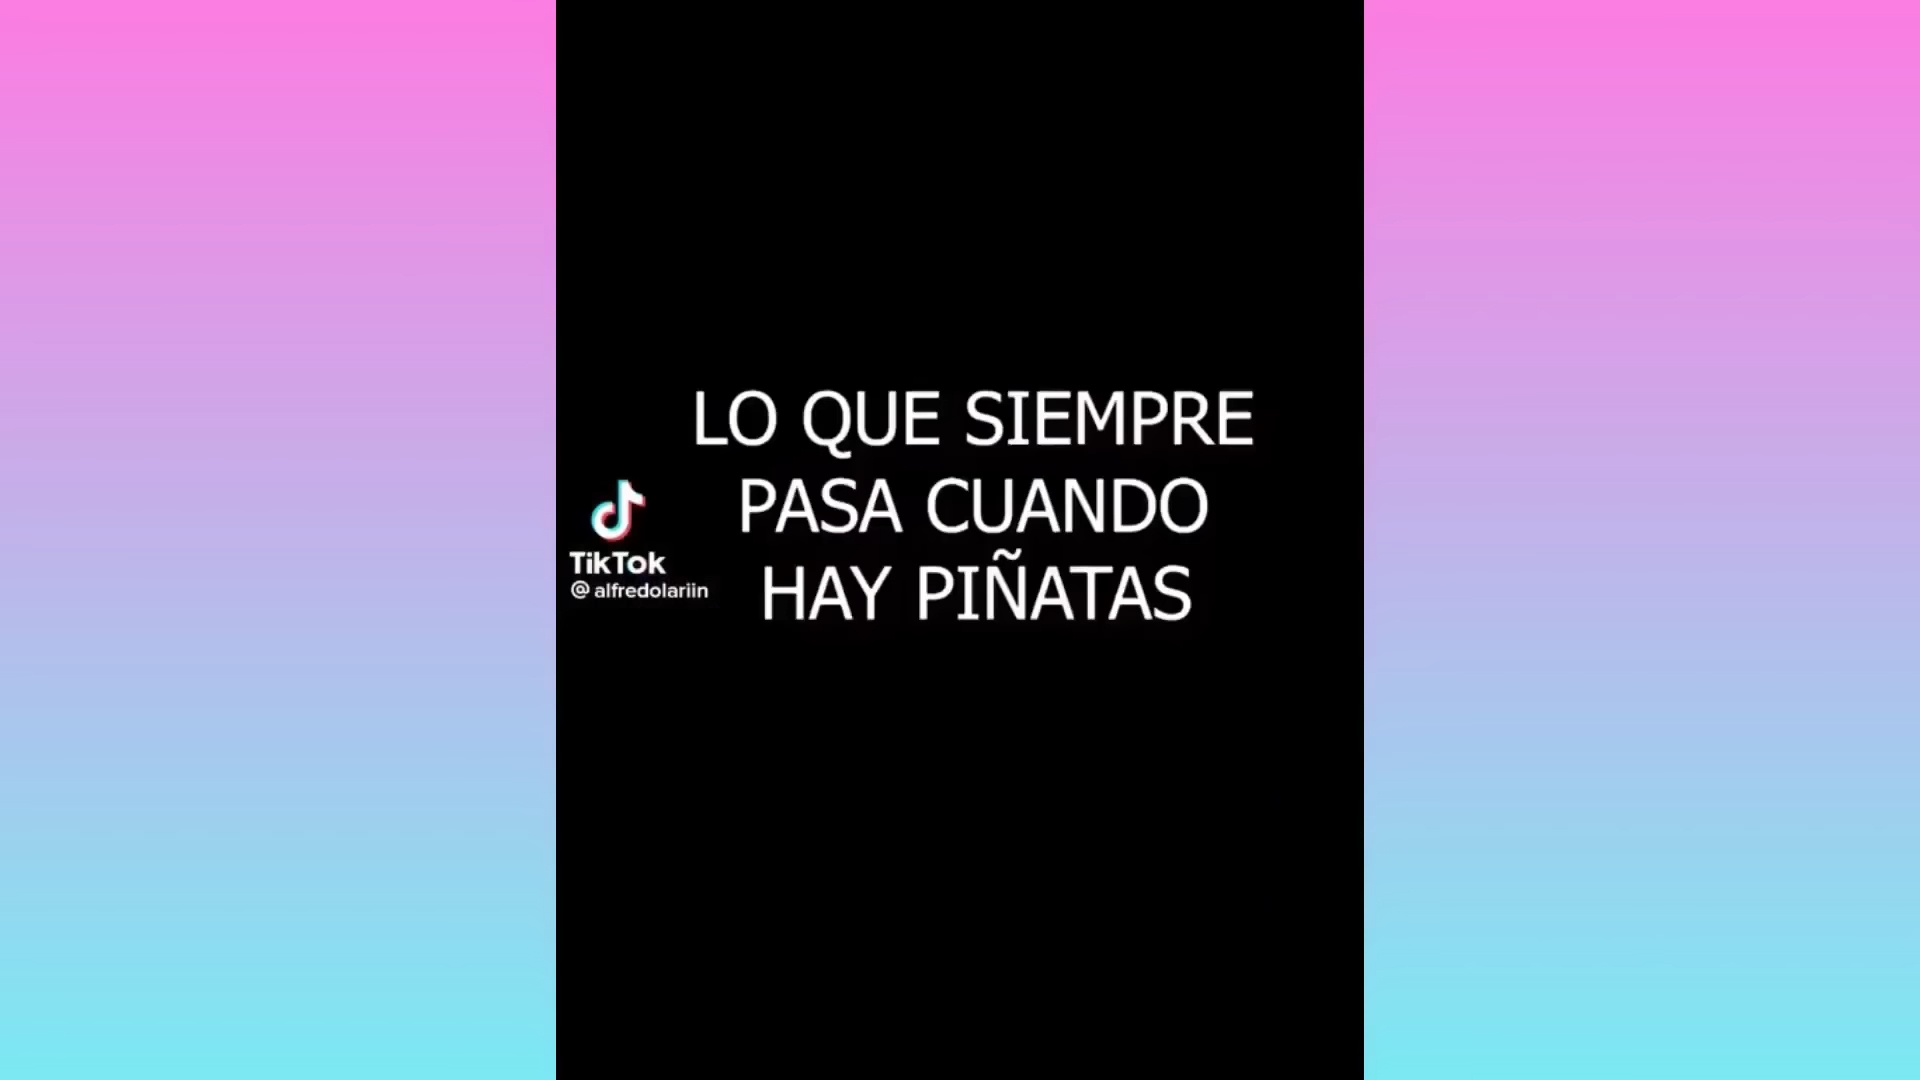 LO QUE SIEMPRE
PASA CUANDO
HAY PIÑATAS
TikTok
@alfredolariin